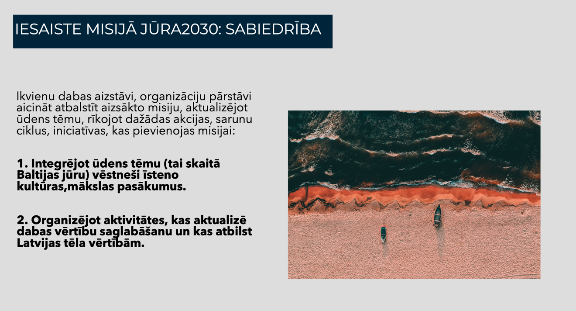 IESAISTE MISIJĀ JŪRA2030: SABIEDRĪBA
Ikvienu dabas aizstāvi, organizāciju pārstāvi
aicināt atbalstīt aizsākto misiju, aktualizējot
ūdens tēmu, rīkojot dažādas akcijas, sarunu
ciklus, iniciatīvas, kas pievienojas misijai:
1. Integrējot ūdens tēmu (tai skaitā
Baltijas jūru) vēstneši īsteno
kultūras,mākslas pasākumus.
2. Organizējot aktivitātes, kas aktualizē
dabas vērtību saglabāšanu un kas atbilst
Latvijas tēla vērtībām.